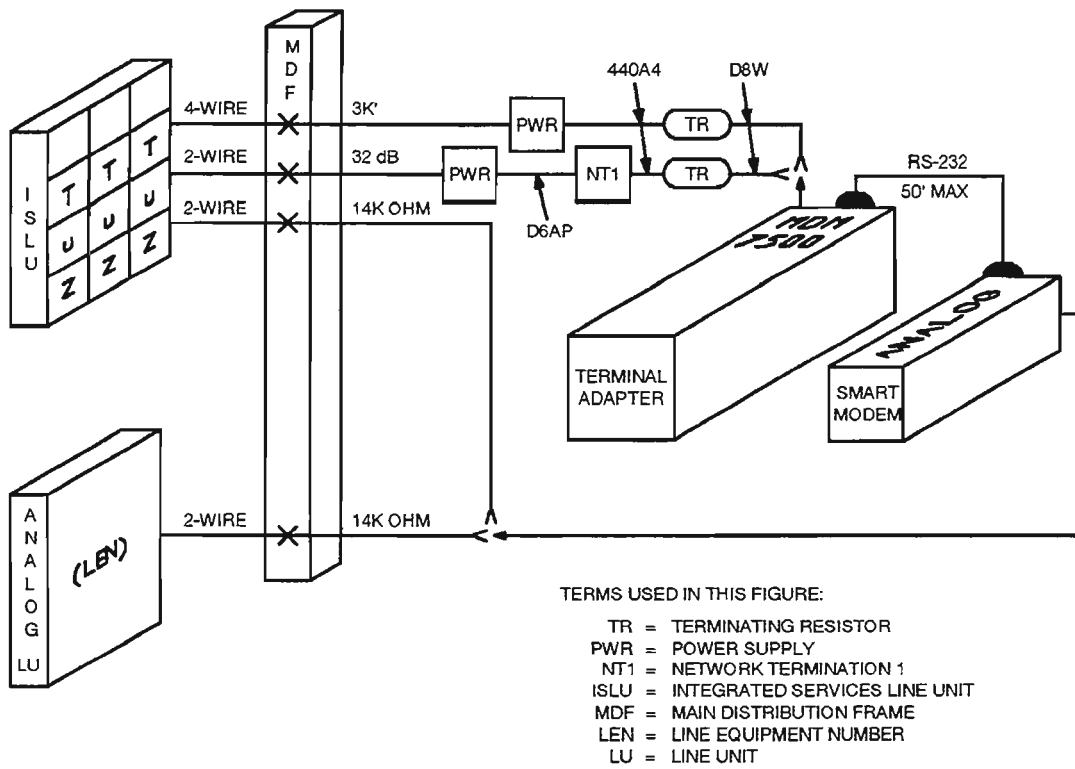 MDF
440A4
D8W
4-WIRE
3K'
PWR
TR
2-WIRE
32 dB
PWR
NT1
TR
D6AP
2-WIRE
14K OHM
RS-232
50' MAX
ISLU
T T T
U U U
Z Z Z
MDM
7500
TERMINAL
ADAPTER
ANALOG
SMART
MODEM
ANALOG LU
(LEN)
2-WIRE
14K OHM
TERMS USED IN THIS FIGURE:
TR = TERMINATING RESISTOR
PWR = POWER SUPPLY
NT1 = NETWORK TERMINATION 1
ISLU = INTEGRATED SERVICES LINE UNIT
MDF = MAIN DISTRIBUTION FRAME
LEN = LINE EQUIPMENT NUMBER
LU = LINE UNIT